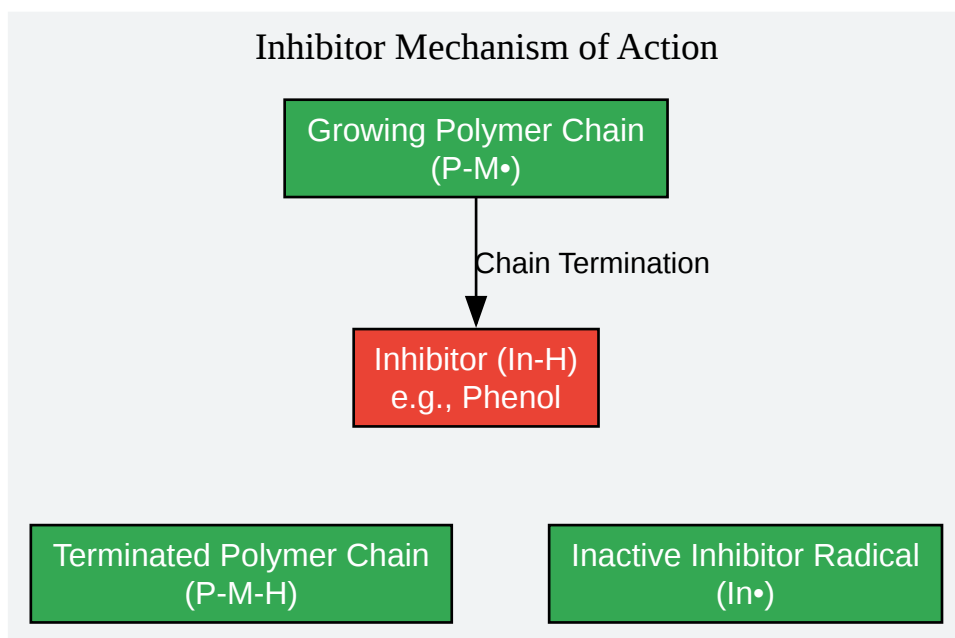 Inhibitor Mechanism of Action
Growing Polymer Chain
(P-M•)
Chain Termination
Inhibitor (In-H)
e.g., Phenol
Terminated Polymer Chain
(P-M-H)
Inactive Inhibitor Radical
(In•)